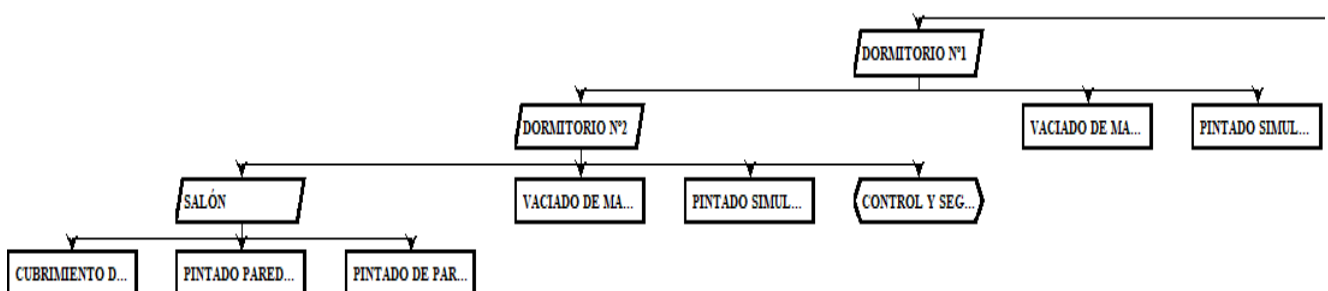 DORMITORIO Nº1
DORMITORIO Nº2
VACIADO DE MA...
PINTADO SIMUL...
SALÓN
VACIADO DE MA...
PINTADO SIMUL...
CONTROL Y SEG...
CUBRIMIENTO D...
PINTADO PARED...
PINTADO DE PAR...